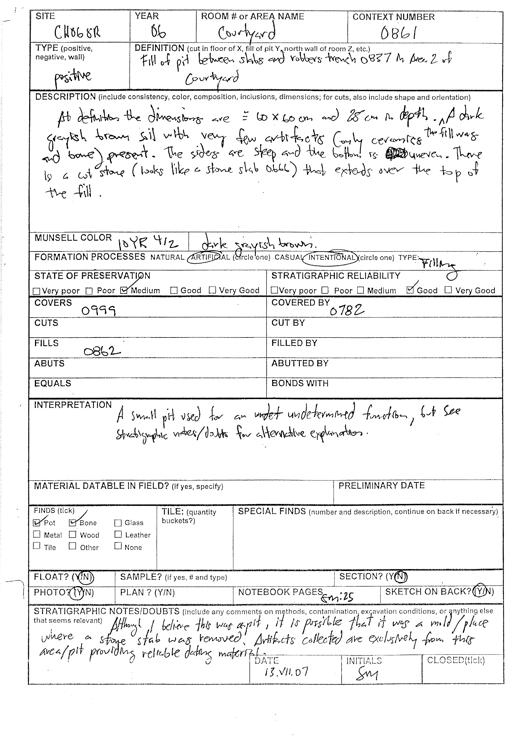 SITE YEAR ROOM # or AREA NAME CONTEXT NUMBER
CH06SR 06 Courtyard 0861
TYPE (positive, negative, wall) DEFINITION (cut in floor of X, fill of pit Y, north wall of room Z, etc.)
positive Fill of pit between slabs and robbers trench 0837 in Area 2 of
Courtyard
DESCRIPTION (include consistency, color, composition, inclusions, dimensions; for cuts, also include shape and orientation)
At definition the dimensions are ≅ 60 x 60 cm and 25 cm in depth. A dark
grayish brown soil with very few artifacts (only ceramics the fill was
and bone) present. The sides are steep and the bottom is uneven. There
is a cut stone (looks like a stone slab 0666) that extends over the top of
the fill.
MUNSELL COLOR 10YR 4/2 dark grayish brown.
FORMATION PROCESSES NATURAL ARTIFICIAL (circle one) CASUAL INTENTIONAL (circle one) TYPE: Filling
STATE OF PRESERVATION STRATIGRAPHIC RELIABILITY
☐ Very poor ☐ Poor ☑ Medium ☐ Good ☐ Very Good ☐ Very poor ☐ Poor ☐ Medium ☑ Good ☐ Very Good
COVERS 0999 COVERED BY 0782
CUTS CUT BY
FILLS 0862 FILLED BY
ABUTS ABUTTED BY
EQUALS BONDS WITH
INTERPRETATION A small pit used for an undetermined function, but see
stratigraphic notes/doubts for alternative explanation.
MATERIAL DATABLE IN FIELD? (if yes, specify) PRELIMINARY DATE
FINDS (tick) TILE: (quantity buckets?) SPECIAL FINDS (number and description, continue on back if necessary)
☑ Pot ☑ Bone ☐ Glass
☐ Metal ☐ Wood ☐ Leather
☐ Tile ☐ Other ☐ None
FLOAT? (Y/N) SAMPLE? (if yes, # and type) SECTION? (Y/N)
PHOTO? (Y/N) PLAN ? (Y/N) NOTEBOOK PAGES Sm:25 SKETCH ON BACK? (Y/N)
STRATIGRAPHIC NOTES/DOUBTS (Include any comments on methods, contamination, excavation conditions, or anything else
that seems relevant) Although I believe this was a pit, it is possible that it was a mold/place
where a stone slab was removed. Artifacts collected are exclusively from this
area/pit providing reliable dating material.
DATE INITIALS CLOSED(tick)
13.VII.07 Sm